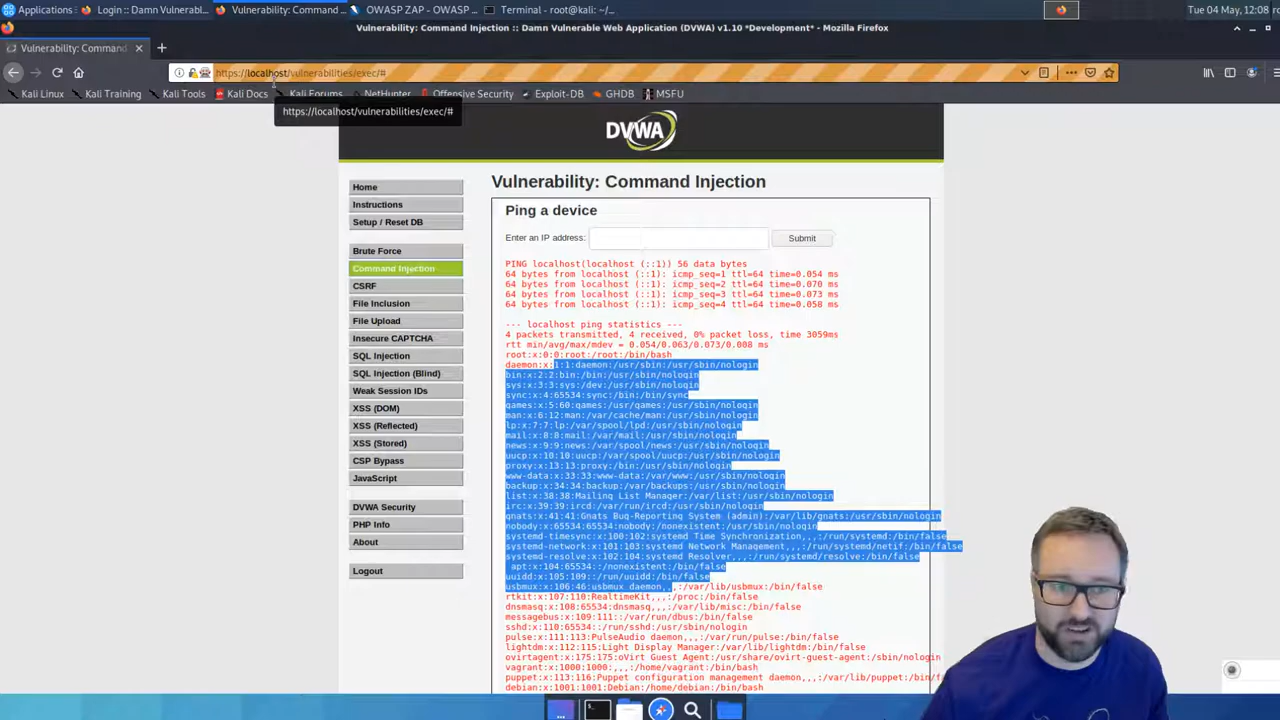 Applications
Login :: Damn Vulnerabl...
Vulnerability: Command ...
OWASP ZAP - OWASP ...
Terminal - root@kali: ~/...
Tue 04 May, 12:08
Vulnerability: Command Injection :: Damn Vulnerable Web Application (DVWA) v1.10 *Development* - Mozilla Firefox
Vulnerability: Command
https://localhost/vulnerabilities/exec/#
Kali Linux
Kali Training
Kali Tools
Kali Docs
Kali Forums
NetHunter
Offensive Security
Exploit-DB
GHDB
MSFU
https://localhost/vulnerabilities/exec/#
DVWA
Home
Instructions
Setup / Reset DB
Brute Force
Command Injection
CSRF
File Inclusion
File Upload
Insecure CAPTCHA
SQL Injection
SQL Injection (Blind)
Weak Session IDs
XSS (DOM)
XSS (Reflected)
XSS (Stored)
CSP Bypass
JavaScript
DVWA Security
PHP Info
About
Logout
Vulnerability: Command Injection
Ping a device
Enter an IP address:
Submit
PING localhost(localhost (::1)) 56 data bytes
64 bytes from localhost (::1): icmp_seq=1 ttl=64 time=0.054 ms
64 bytes from localhost (::1): icmp_seq=2 ttl=64 time=0.070 ms
64 bytes from localhost (::1): icmp_seq=3 ttl=64 time=0.073 ms
64 bytes from localhost (::1): icmp_seq=4 ttl=64 time=0.058 ms
--- localhost ping statistics ---
4 packets transmitted, 4 received, 0% packet loss, time 3059ms
rtt min/avg/max/mdev = 0.054/0.063/0.073/0.008 ms
root:x:0:0:root:/root:/bin/bash
daemon:x:1:1:daemon:/usr/sbin:/usr/sbin/nologin
bin:x:2:2:bin:/bin:/usr/sbin/nologin
sys:x:3:3:sys:/dev:/usr/sbin/nologin
sync:x:4:65534:sync:/bin:/bin/sync
games:x:5:60:games:/usr/games:/usr/sbin/nologin
man:x:6:12:man:/var/cache/man:/usr/sbin/nologin
lp:x:7:7:lp:/var/spool/lpd:/usr/sbin/nologin
mail:x:8:8:mail:/var/mail:/usr/sbin/nologin
news:x:9:9:news:/var/spool/news:/usr/sbin/nologin
uucp:x:10:10:uucp:/var/spool/uucp:/usr/sbin/nologin
proxy:x:13:13:proxy:/bin:/usr/sbin/nologin
www-data:x:33:33:www-data:/var/www:/usr/sbin/nologin
backup:x:34:34:backup:/var/backups:/usr/sbin/nologin
list:x:38:38:Mailing List Manager:/var/list:/usr/sbin/nologin
irc:x:39:39:ircd:/var/run/ircd:/usr/sbin/nologin
gnats:x:41:41:Gnats Bug-Reporting System (admin):/var/lib/gnats:/usr/sbin/nologin
nobody:x:65534:65534:nobody:/nonexistent:/usr/sbin/nologin
systemd-timesync:x:100:102:systemd Time Synchronization,,,:/run/systemd:/bin/false
systemd-network:x:101:103:systemd Network Management,,,:/run/systemd/netif:/bin/false
systemd-resolve:x:102:104:systemd Resolver,,,:/run/systemd/resolve:/bin/false
_apt:x:104:65534::/nonexistent:/bin/false
uuidd:x:105:109::/run/uuidd:/bin/false
usbmux:x:106:46:usbmux daemon,,,:/var/lib/usbmux:/bin/false
rtkit:x:107:110:RealtimeKit,,,:/proc:/bin/false
dnsmasq:x:108:65534:dnsmasq,,,:/var/lib/misc:/bin/false
messagebus:x:109:111::/var/run/dbus:/bin/false
sshd:x:110:65534::/run/sshd:/usr/sbin/nologin
pulse:x:111:113:PulseAudio daemon,,,:/var/run/pulse:/bin/false
lightdm:x:112:115:Light Display Manager:/var/lib/lightdm:/bin/false
ovirtagent:x:175:175:oVirt Guest Agent:/usr/share/ovirt-guest-agent:/sbin/nologin
vagrant:x:1000:1000:,,,:/home/vagrant:/bin/bash
puppet:x:113:116:Puppet configuration management daemon,,,:/var/lib/puppet:/bin/
debian:x:1001:1001:Debian:/home/debian:/bin/bash